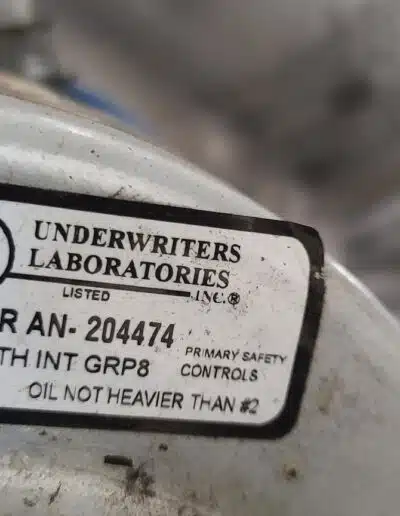 UNDERWRITERS
LABORATORIES
LISTED INC.®
R AN- 204474
TH INT GRP8 PRIMARY SAFETY
CONTROLS
OIL NOT HEAVIER THAN #2